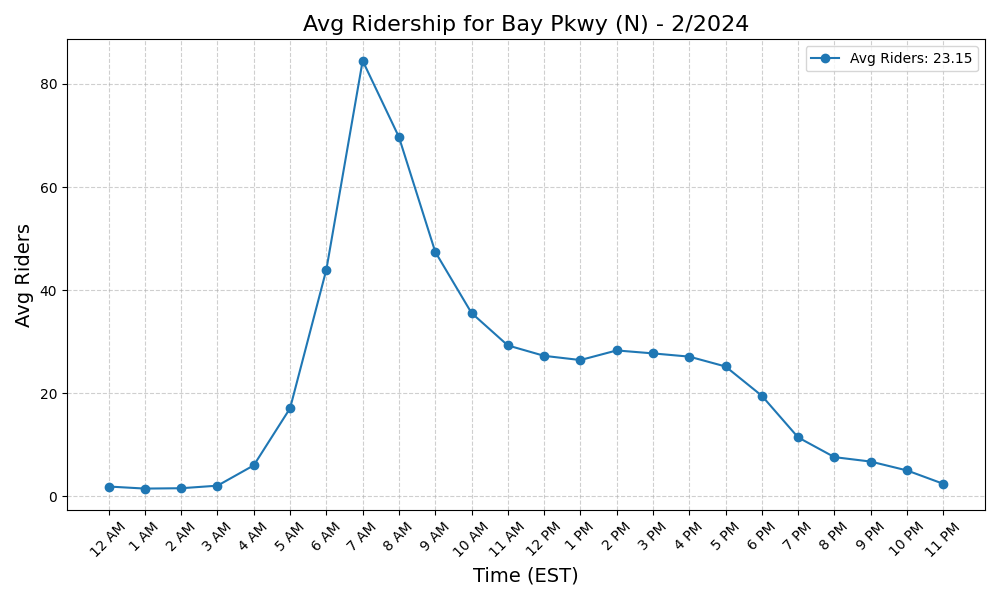 Avg Ridership for Bay Pkwy (N) - 2/2024
Avg Riders: 23.15
Avg Riders
80
60
40
20
0
12 AM
1 AM
2 AM
3 AM
4 AM
5 AM
6 AM
7 AM
8 AM
9 AM
10 AM
11 AM
12 PM
1 PM
2 PM
3 PM
4 PM
5 PM
6 PM
7 PM
8 PM
9 PM
10 PM
11 PM
Time (EST)